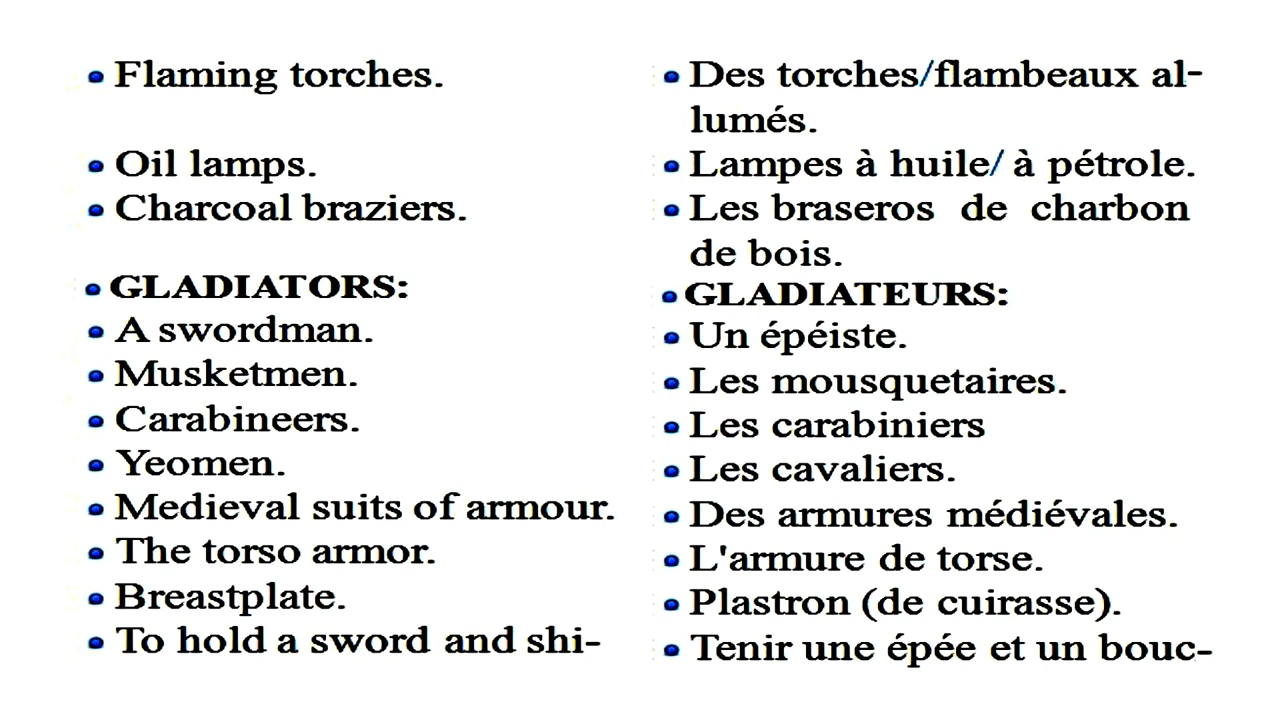 • Flaming torches.
• Oil lamps.
• Charcoal braziers.
• GLADIATORS:
• A swordman.
• Musketmen.
• Carabineers.
• Yeomen.
• Medieval suits of armour.
• The torso armor.
• Breastplate.
• To hold a sword and shi-
• Des torches/flambeaux al-
lumés.
• Lampes à huile/ à pétrole.
• Les braseros de charbon
de bois.
• GLADIATEURS:
• Un épéiste.
• Les mousquetaires.
• Les carabiniers
• Les cavaliers.
• Des armures médiévales.
• L'armure de torse.
• Plastron (de cuirasse).
• Tenir une épée et un bouc-